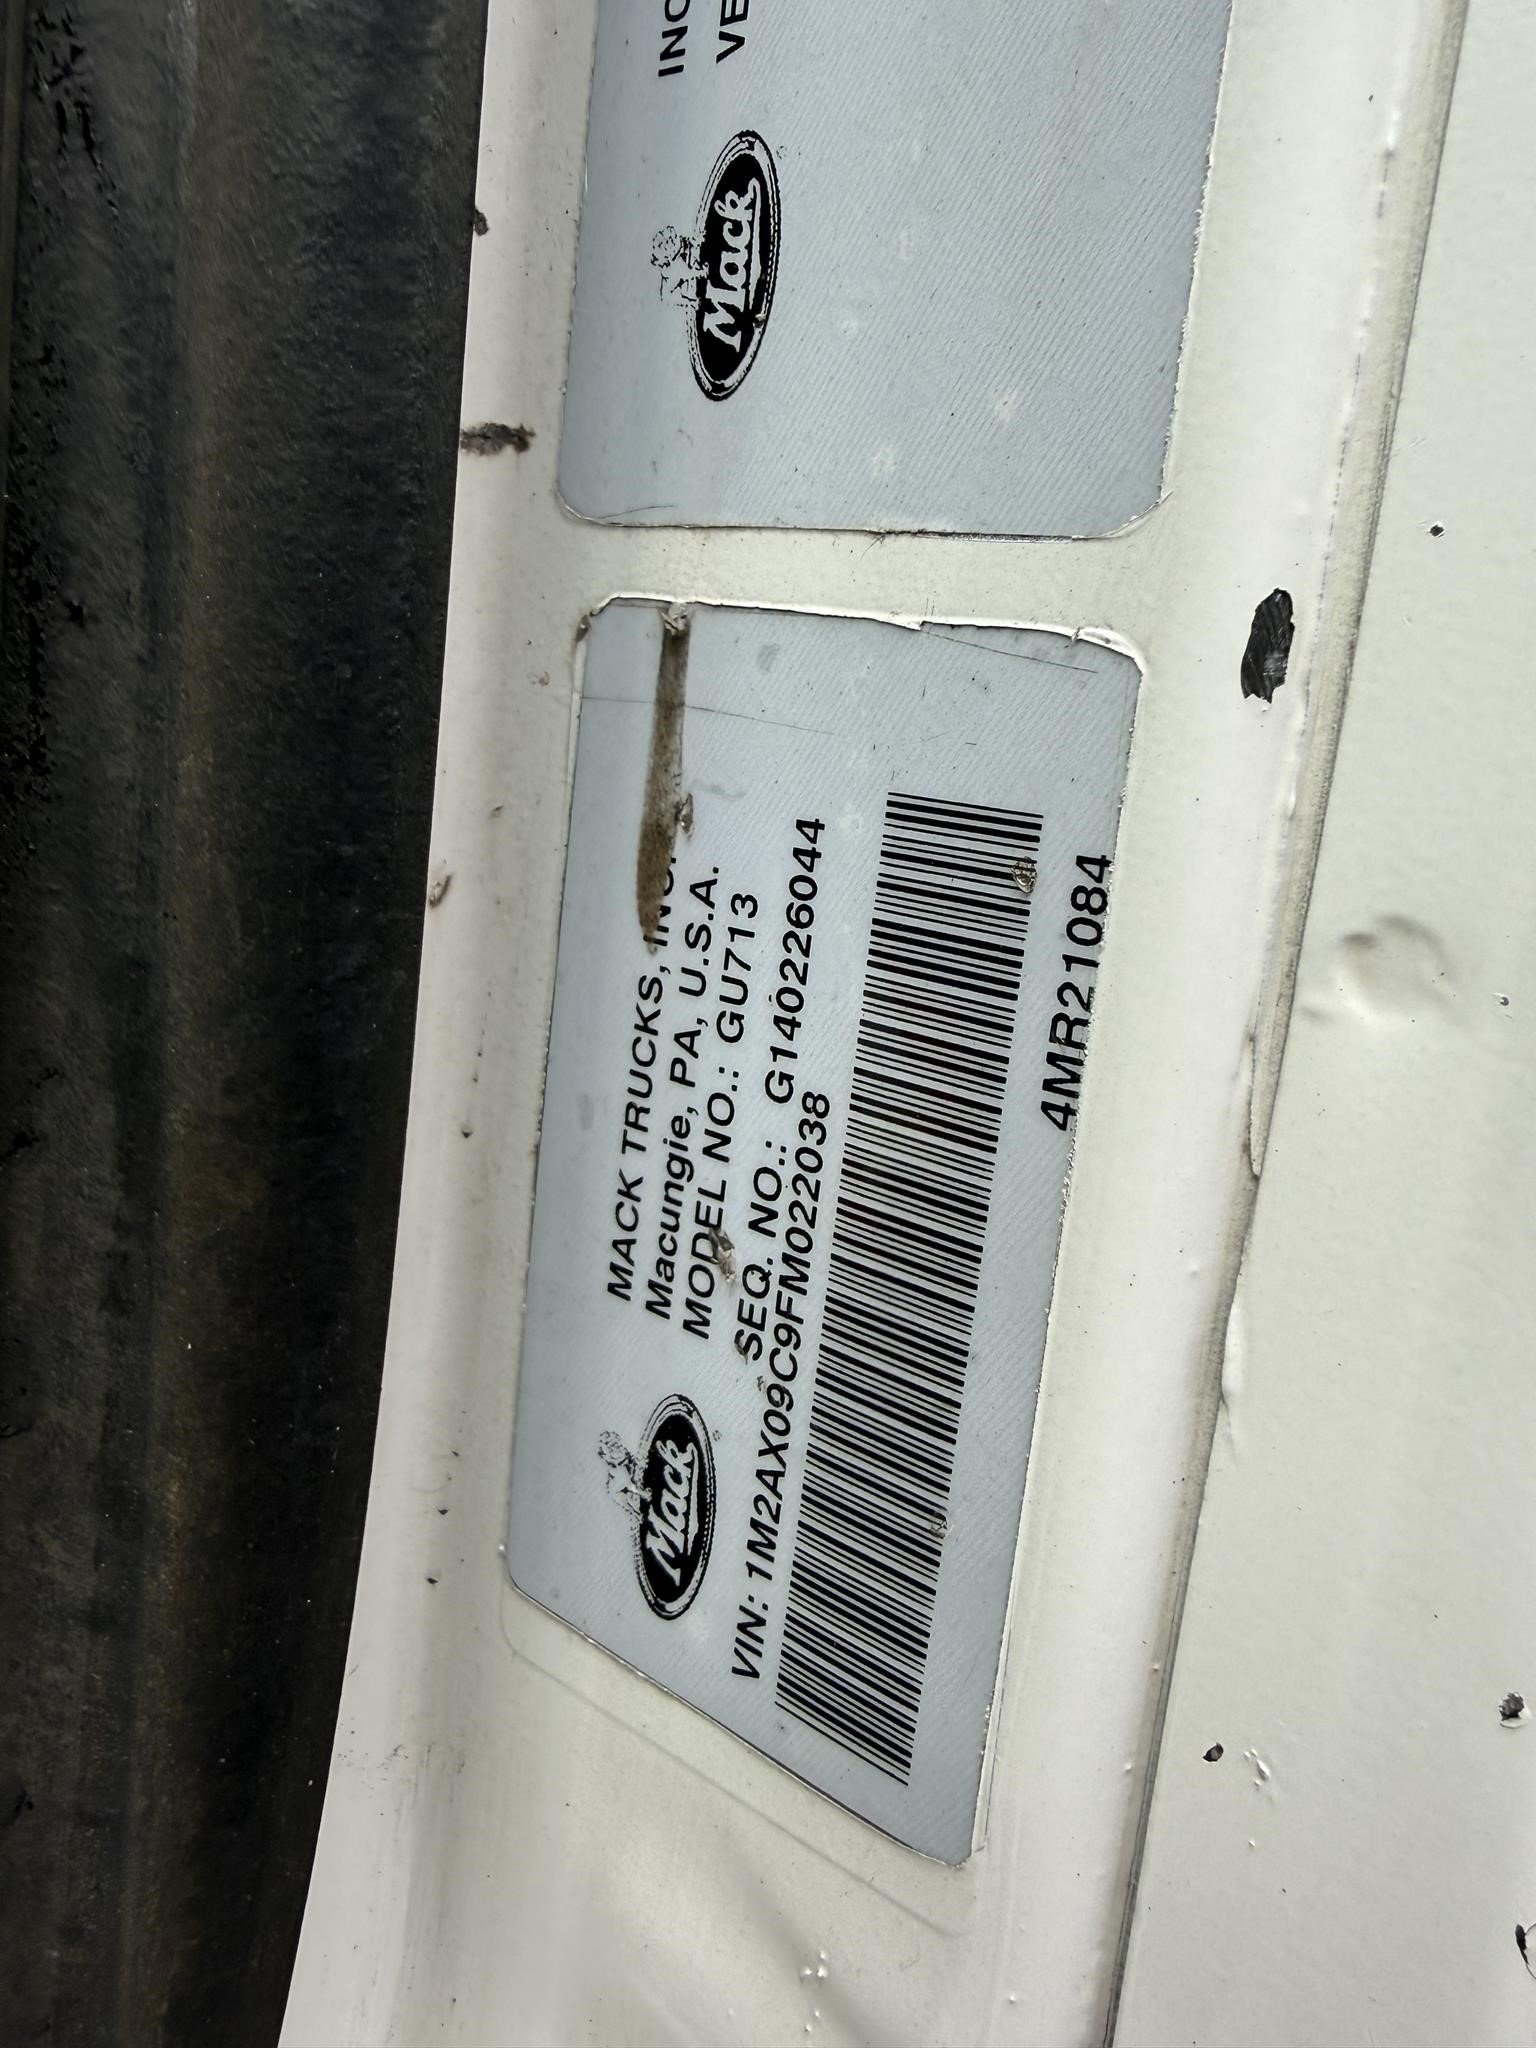 INC
VE
Mack
MACK TRUCKS, INC.
Macungie, PA, U.S.A.
MODEL NO.: GU713
Mack
SEQ. NO.: G140226044
VIN: 1M2AX09C9FM022038
4MR21084